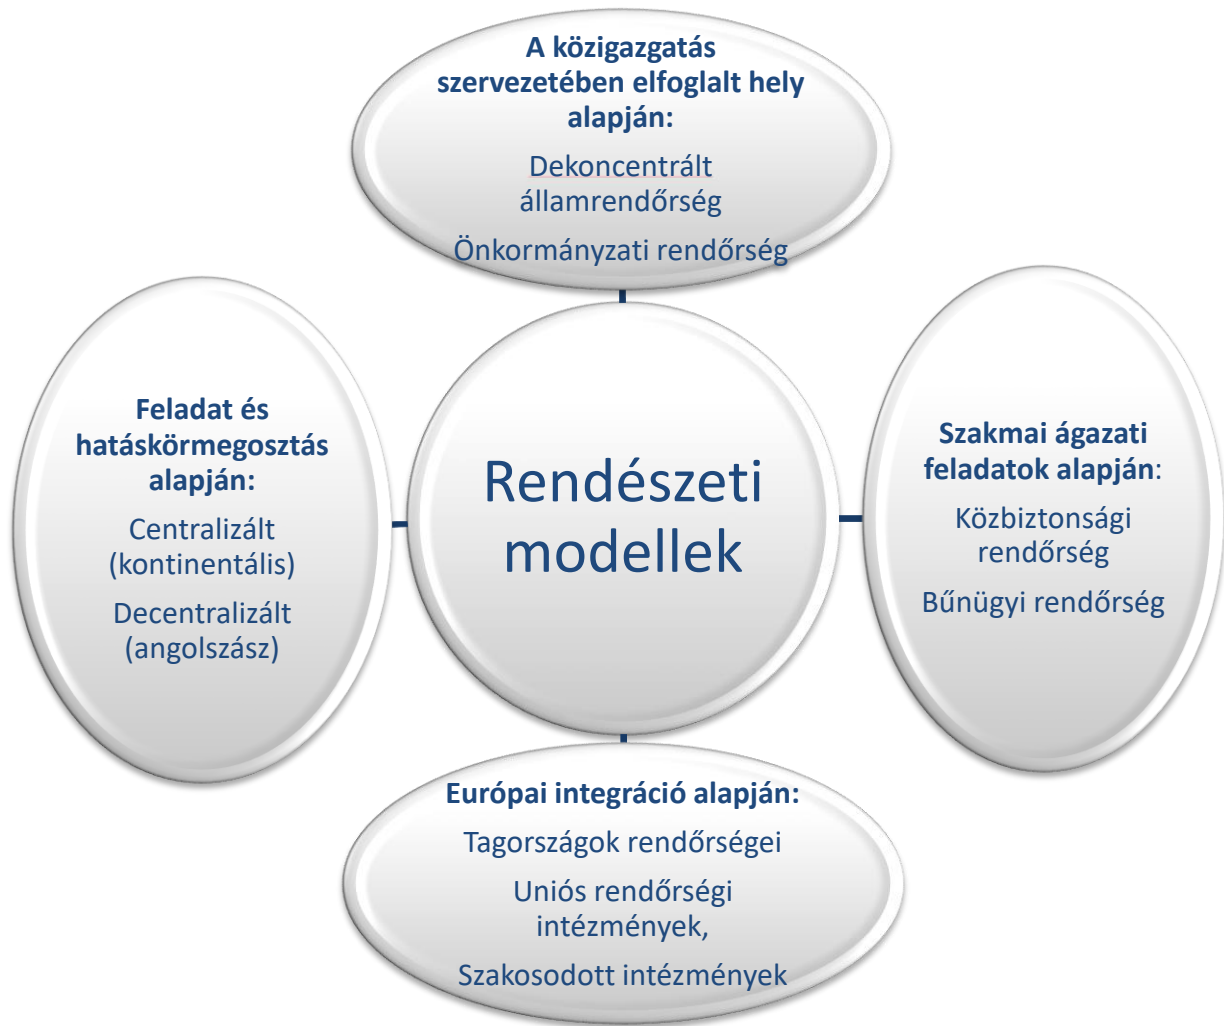 A közigazgatás
szervezetében elfoglalt hely
alapján:
Dekoncentrált
államrendőrség
Önkormányzati rendőrség
Feladat és
hatáskörmegosztás
alapján:
Centralizált
(kontinentális)
Decentralizált
(angolszász)
Rendészeti
modellek
Szakmai ágazati
feladatok alapján:
Közbiztonsági
rendőrség
Bűnügyi rendőrség
Európai integráció alapján:
Tagországok rendőrségei
Uniós rendőrségi
intézmények,
Szakosodott intézmények